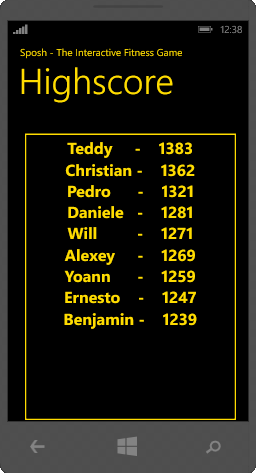 12:38
Sposh - The Interactive Fitness Game
Highscore
Teddy - 1383
Christian - 1362
Pedro - 1321
Daniele - 1281
Will - 1271
Alexey - 1269
Yoann - 1259
Ernesto - 1247
Benjamin - 1239